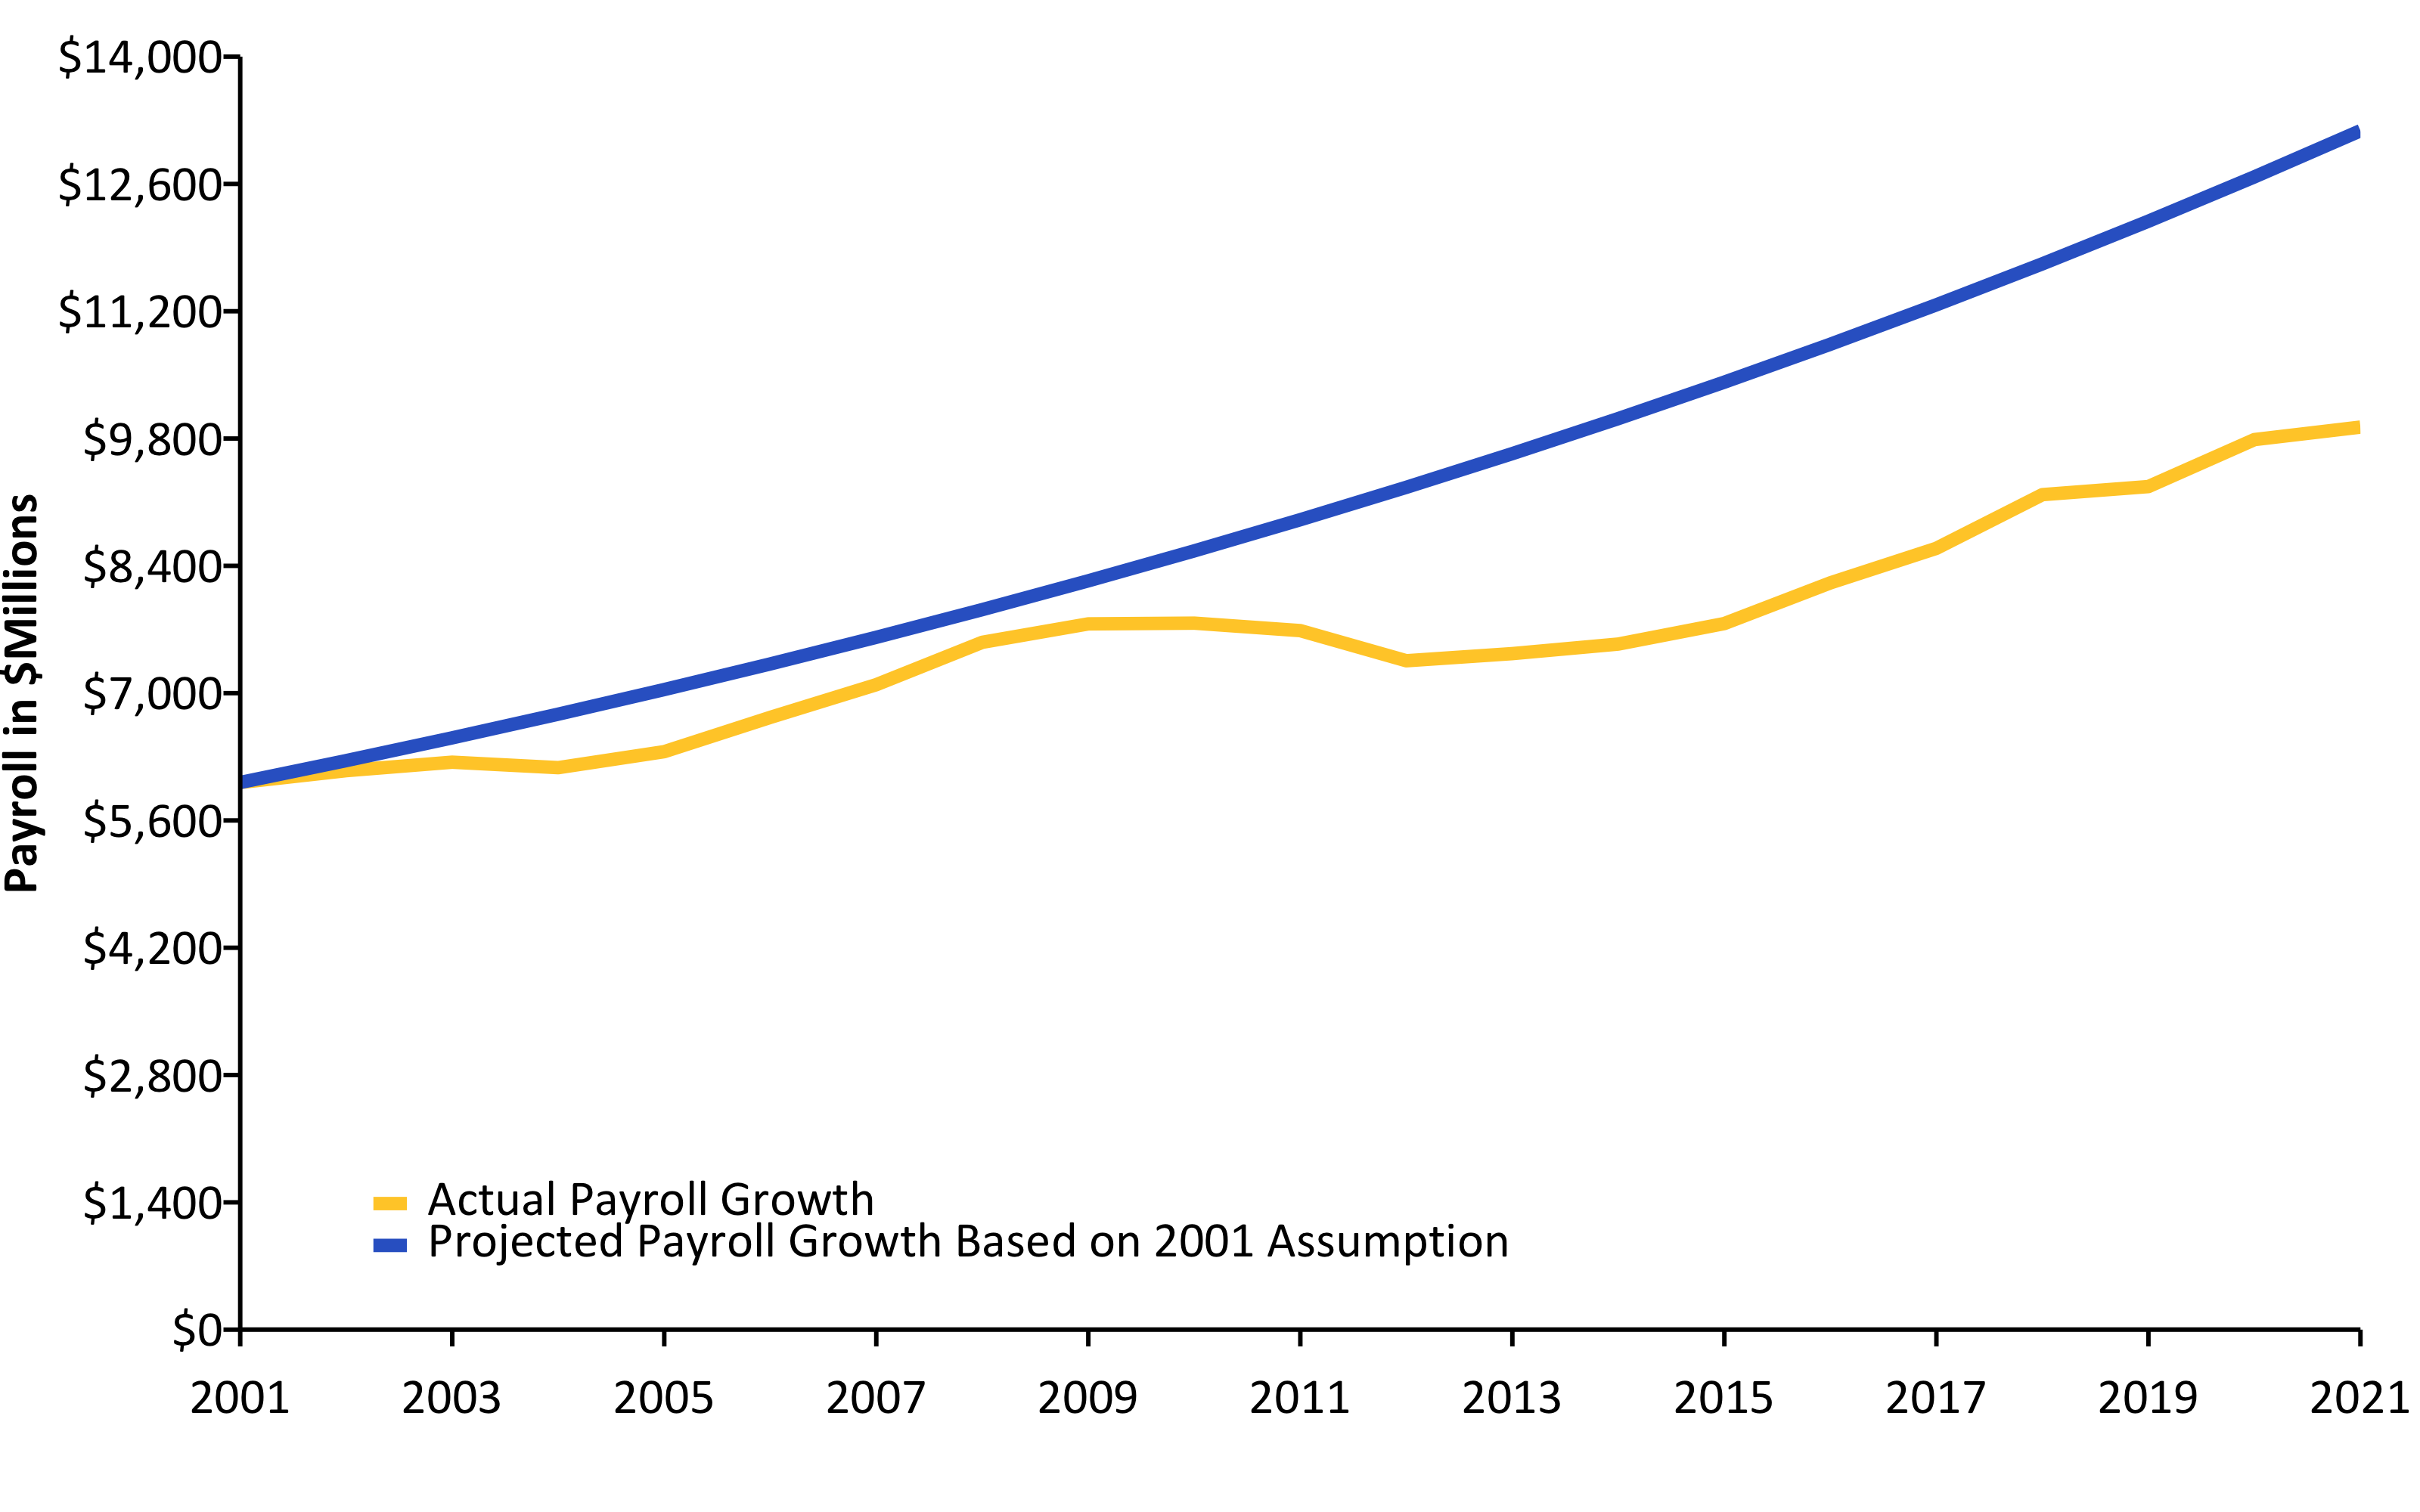 $14,000
$12,600
$11,200
$9,800
$8,400
$7,000
$5,600
$4,200
$2,800
$1,400
$0
Payroll in $Millions
Actual Payroll Growth
Projected Payroll Growth Based on 2001 Assumption
2001 2003 2005 2007 2009 2011 2013 2015 2017 2019 2021